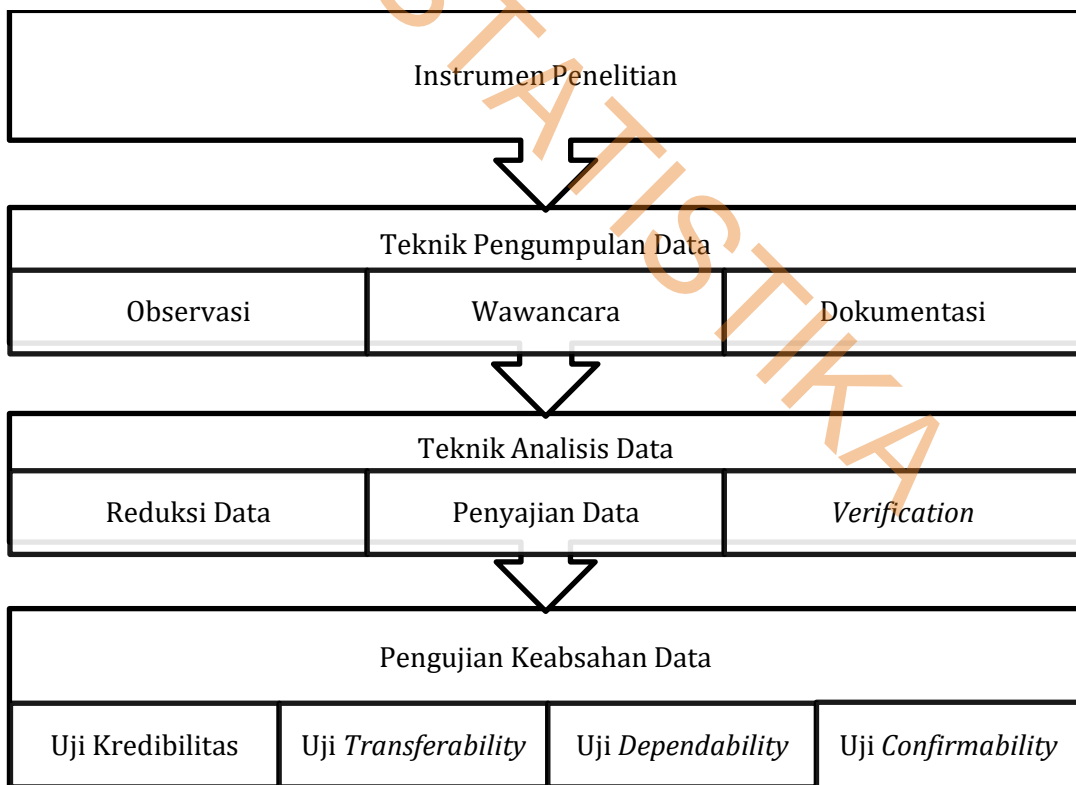 Instrumen Penelitian
Teknik Pengumpulan Data
Observasi
Wawancara
Dokumentasi
Teknik Analisis Data
Reduksi Data
Penyajian Data
Verification
Pengujian Keabsahan Data
Uji Kredibilitas
Uji Transferability
Uji Dependability
Uji Confirmability
STATISTIKA